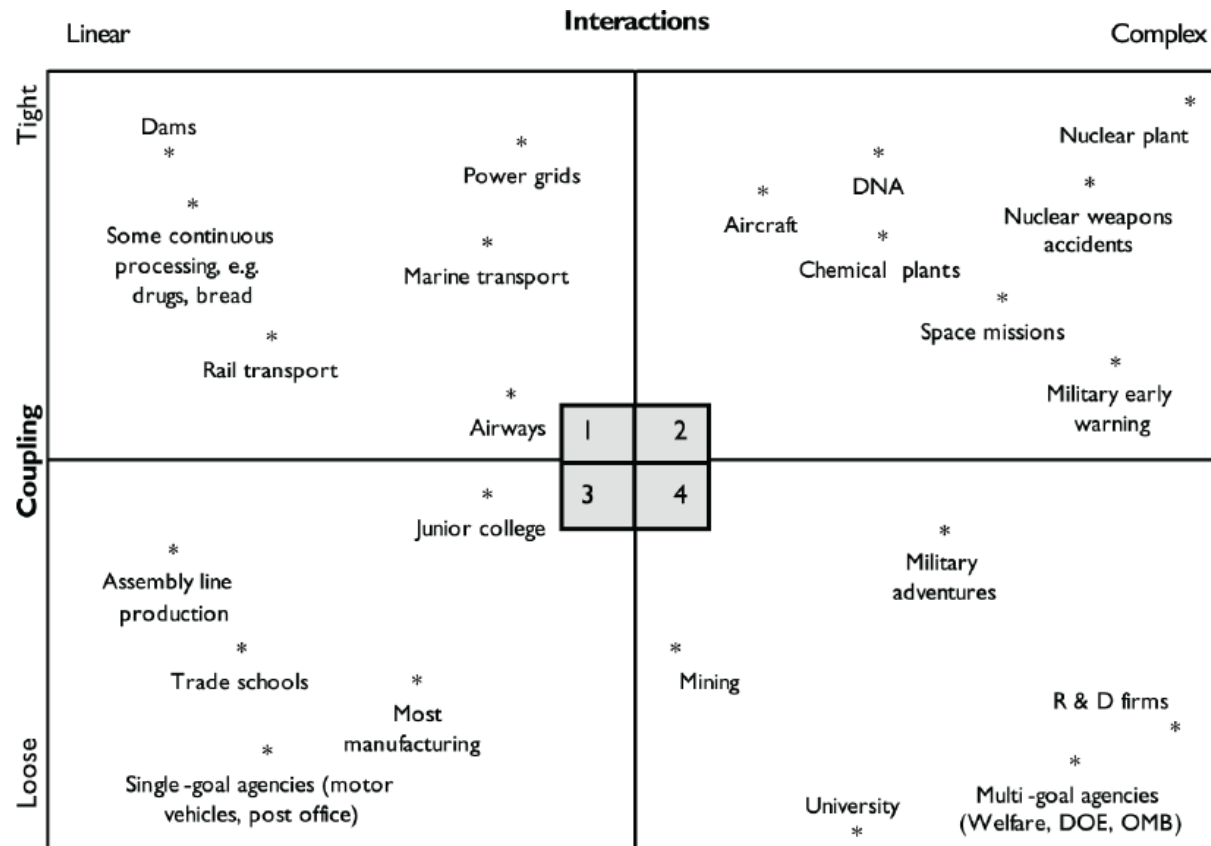 Interactions
Linear
Complex
Tight
Coupling
Loose
Dams
*
*
Power grids
*
Some continuous
processing, e.g.
drugs, bread
*
Marine transport
*
Rail transport
*
Airways
*
Nuclear plant
*
DNA
*
Aircraft
*
Nuclear weapons
accidents
*
Chemical plants
*
Space missions
*
Military early
warning
1
2
3
4
*
Junior college
*
Assembly line
production
*
Trade schools
*
Most
manufacturing
*
Single-goal agencies (motor
vehicles, post office)
*
Military
adventures
*
Mining
R & D firms
*
*
Multi-goal agencies
(Welfare, DOE, OMB)
University
*